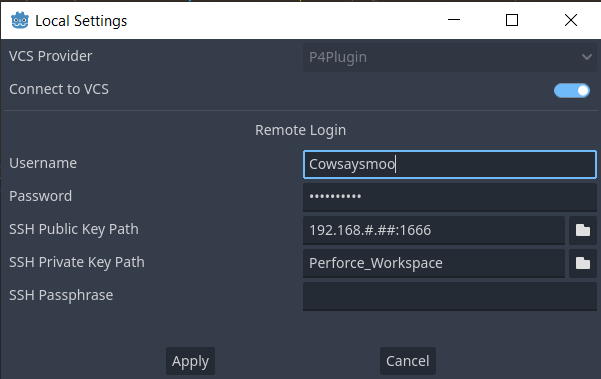 Local Settings
VCS Provider P4Plugin
Connect to VCS
Remote Login
Username Cowsaysmoo
Password ••••••••••
SSH Public Key Path 192.168.#.##:1666
SSH Private Key Path Perforce_Workspace
SSH Passphrase
Apply Cancel